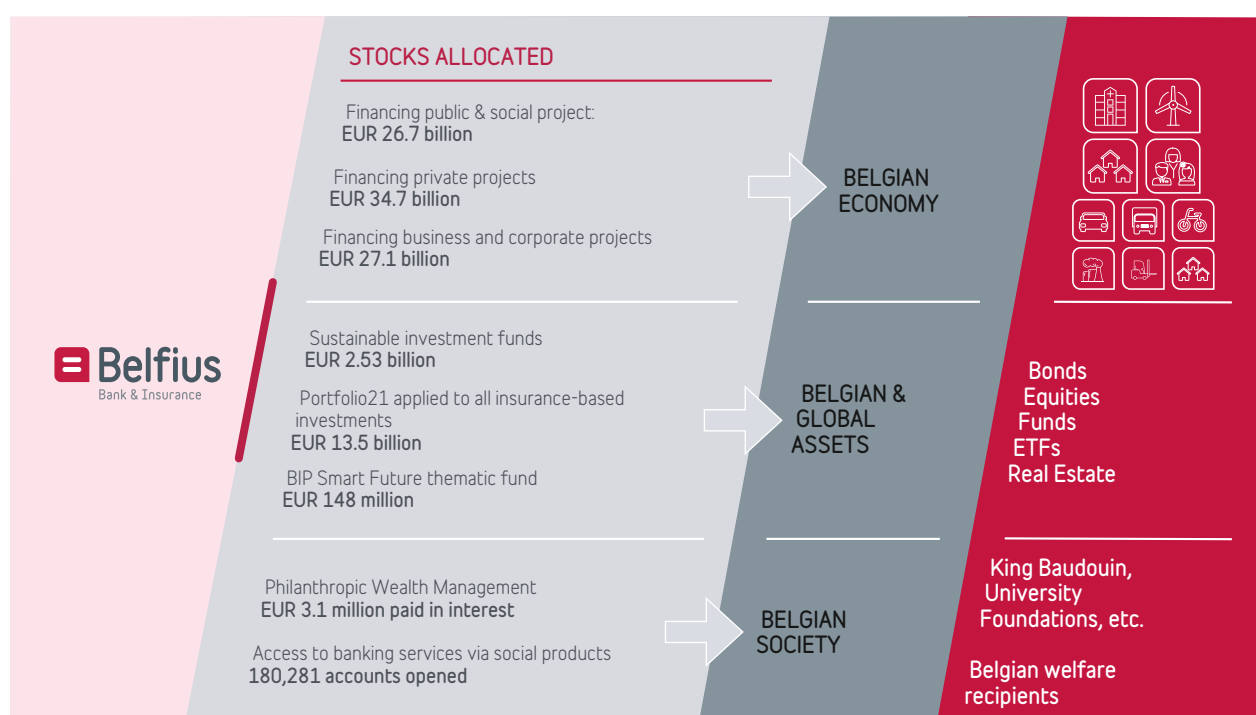 STOCKS ALLOCATED
Financing public & social project:
EUR 26.7 billion
Financing private projects
EUR 34.7 billion
Financing business and corporate projects
EUR 27.1 billion
BELGIAN
ECONOMY
Belfius
Bank & Insurance
Sustainable investment funds
EUR 2.53 billion
Portfolio21 applied to all insurance-based
investments
EUR 13.5 billion
BIP Smart Future thematic fund
EUR 148 million
BELGIAN &
GLOBAL
ASSETS
Bonds
Equities
Funds
ETFs
Real Estate
Philanthropic Wealth Management
EUR 3.1 million paid in interest
Access to banking services via social products
180,281 accounts opened
BELGIAN
SOCIETY
King Baudouin,
University
Foundations, etc.
Belgian welfare
recipients